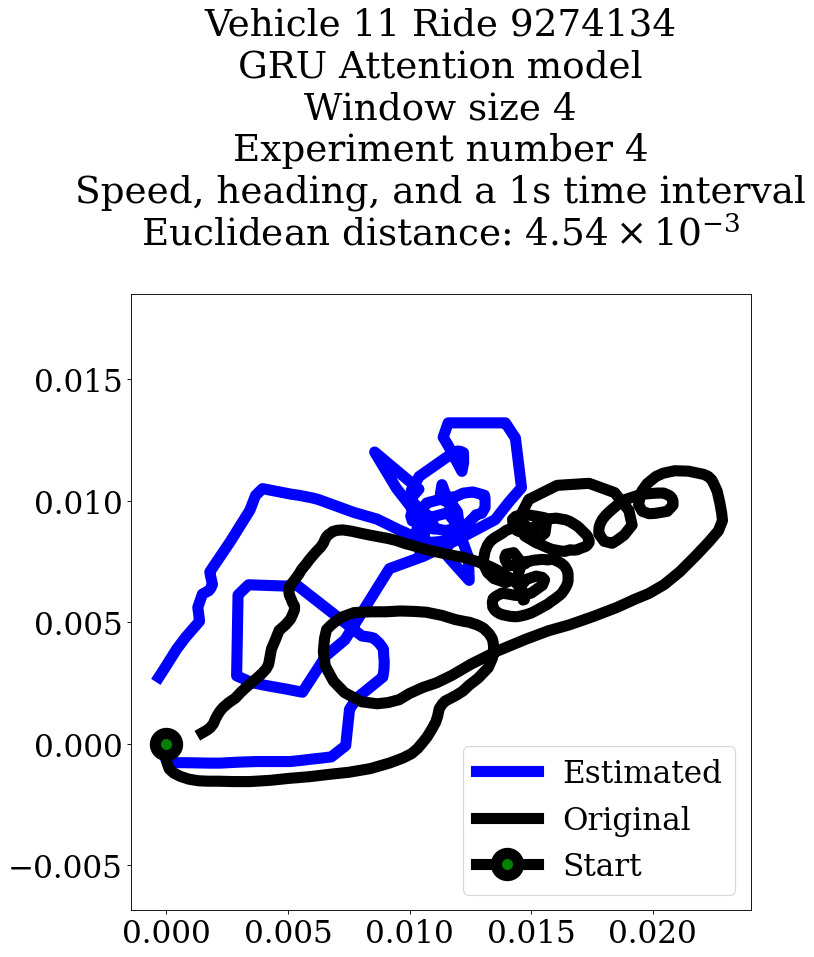 Vehicle 11 Ride 9274134
GRU Attention model
Window size 4
Experiment number 4
Speed, heading, and a 1s time interval
Euclidean distance: 4.54 × 10⁻³
0.015
0.010
0.005
0.000
−0.005
0.000 0.005 0.010 0.015 0.020
Estimated
Original
Start